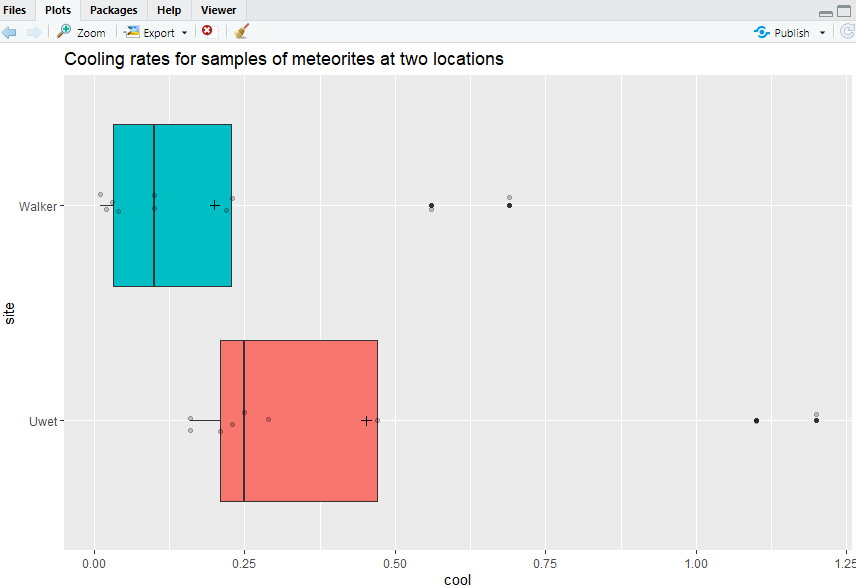 Files Plots Packages Help Viewer
Zoom Export Publish
Cooling rates for samples of meteorites at two locations
Walker
site
Uwet
0.00 0.25 0.50 0.75 1.00 1.25
cool